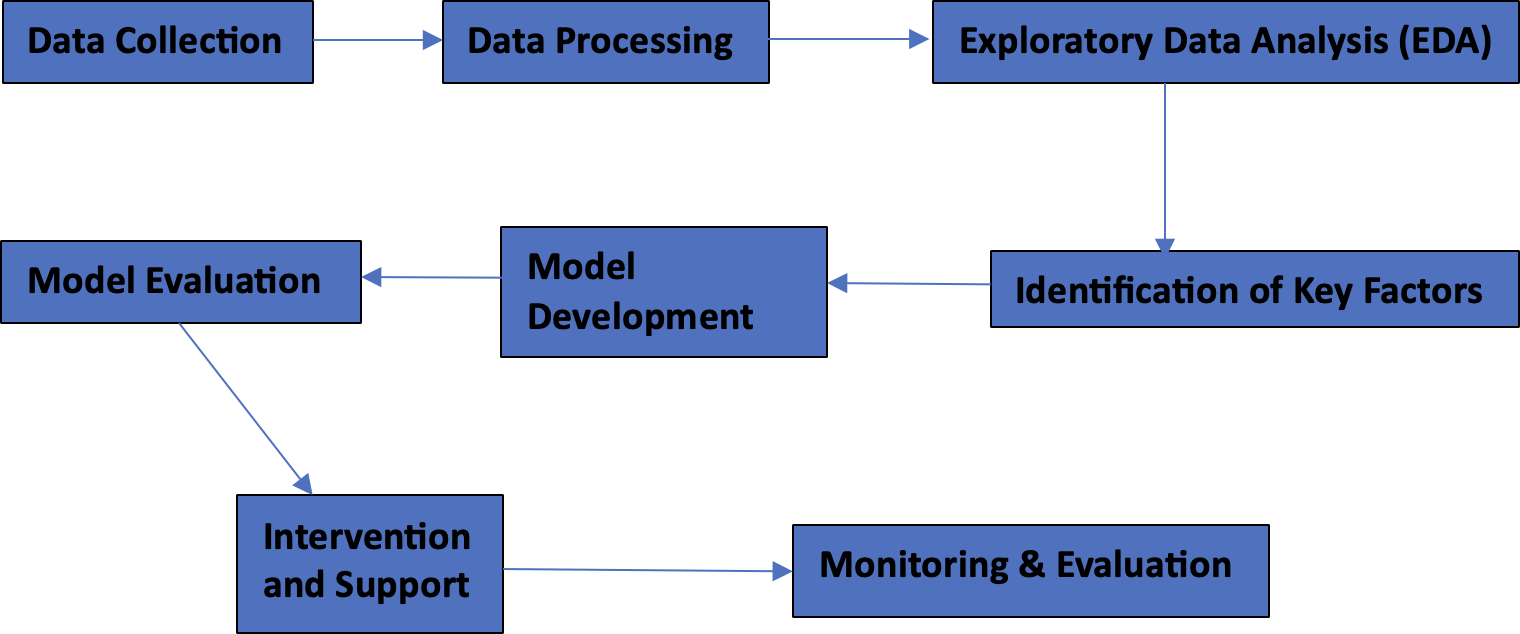 Data Collection
Data Processing
Exploratory Data Analysis (EDA)
Identification of Key Factors
Model
Development
Model Evaluation
Intervention
and Support
Monitoring & Evaluation